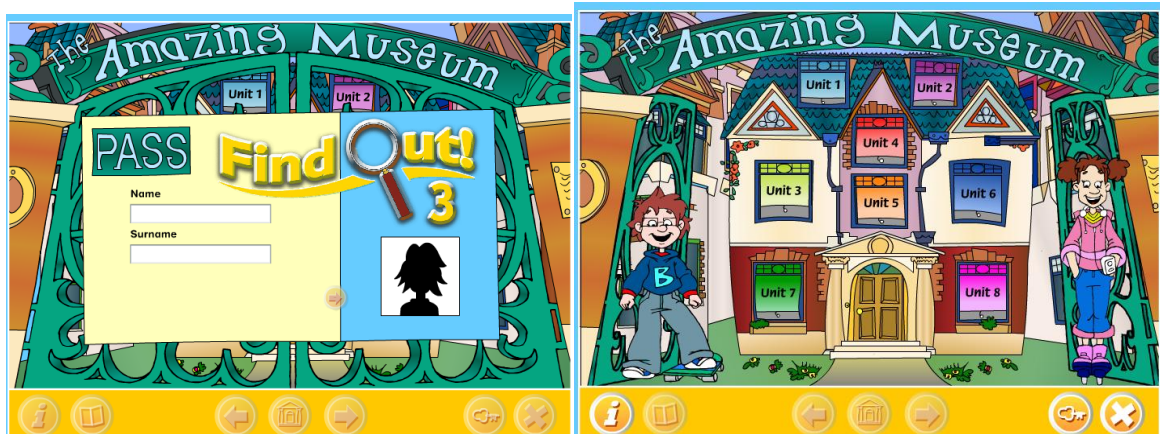 The Amazing Museum
Unit 1
Unit 2
PASS
Find Out! 3
Name
Surname
The Amazing Museum
Unit 1
Unit 2
Unit 4
Unit 3
Unit 5
Unit 6
B
Unit 7
Unit 8